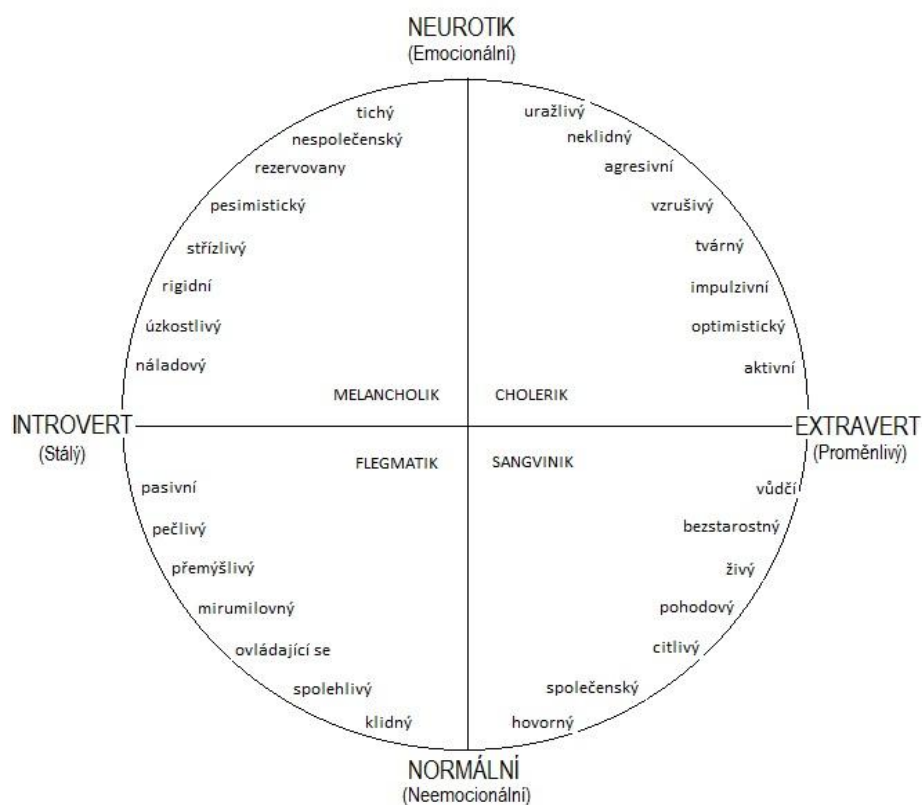 NEUROTIK
(Emocionální)
tichý
nespolečenský
rezervovany
pesimistický
střízlivý
rigidní
úzkostlivý
náladový
uražlivý
neklidný
agresivní
vzrušivý
tvárný
impulzivní
optimistický
aktivní
MELANCHOLIK
CHOLERIK
INTROVERT
(Stálý)
EXTRAVERT
(Proměnlivý)
FLEGMATIK
SANGVINIK
pasivní
pečlivý
přemýšlivý
mirumilovný
ovládající se
spolehlivý
klidný
vůdčí
bezstarostný
živý
pohodový
citlivý
společenský
hovorný
NORMÁLNÍ
(Neemocionální)